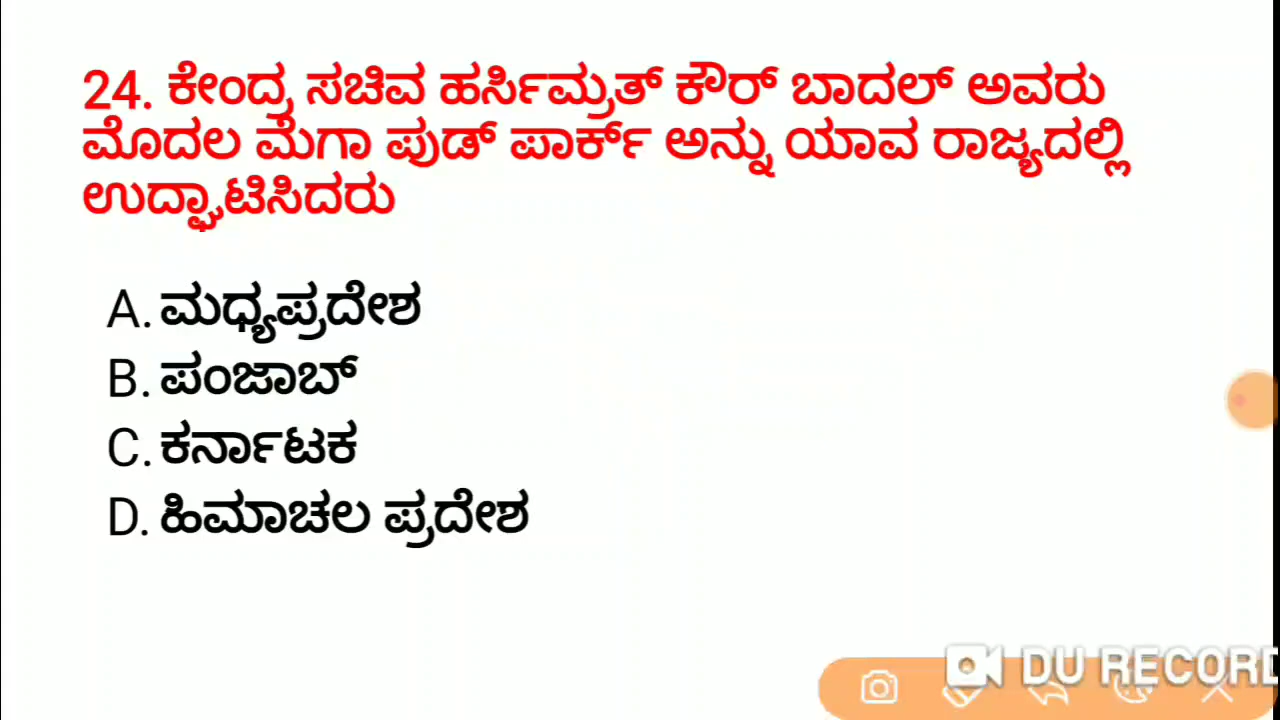 24. ಕೇಂದ್ರ ಸಚಿವ ಹರ್ಸಿಮ್ರತ್ ಕೌರ್ ಬಾದಲ್ ಅವರು
ಮೊದಲ ಮೆಗಾ ಪುಡ್ ಪಾರ್ಕ್ ಅನ್ನು ಯಾವ ರಾಜ್ಯದಲ್ಲಿ
ಉದ್ಘಾಟಿಸಿದರು
A. ಮಧ್ಯಪ್ರದೇಶ
B. ಪಂಜಾಬ್
C. ಕರ್ನಾಟಕ
D. ಹಿಮಾಚಲ ಪ್ರದೇಶ
DU RECORD